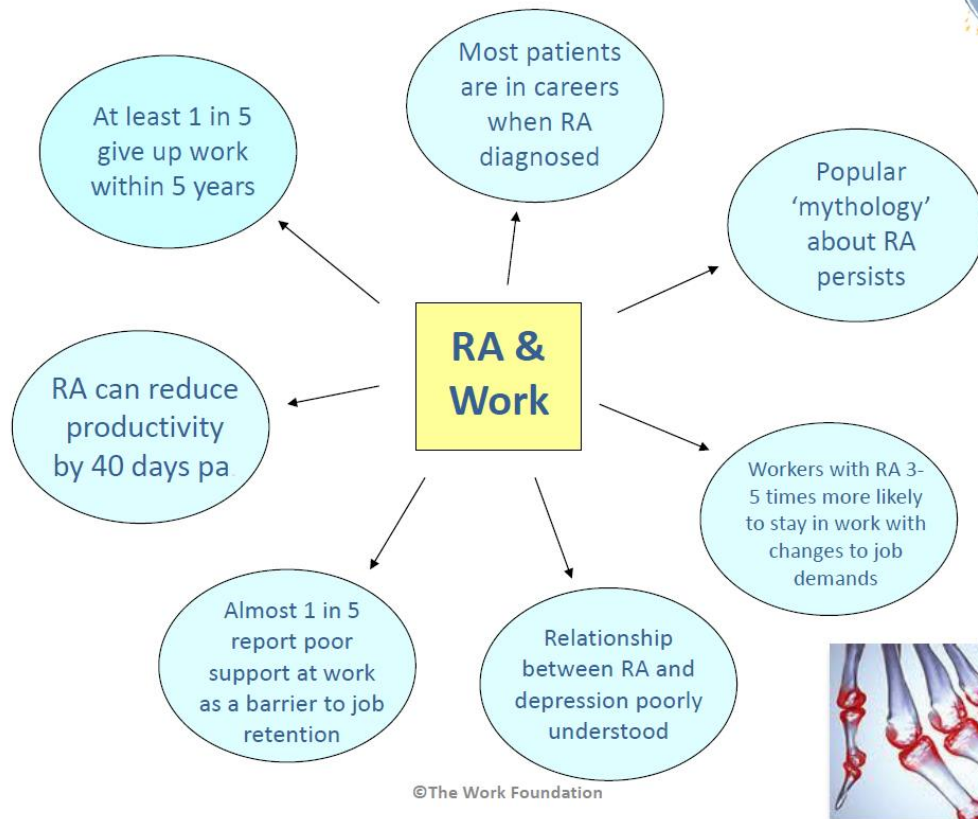 Most patients
are in careers
when RA
diagnosed
At least 1 in 5
give up work
within 5 years
Popular
‘mythology’
about RA
persists
RA &
Work
RA can reduce
productivity
by 40 days pa
Workers with RA 3-
5 times more likely
to stay in work with
changes to job
demands
Almost 1 in 5
report poor
support at work
as a barrier to job
retention
Relationship
between RA and
depression poorly
understood
©The Work Foundation